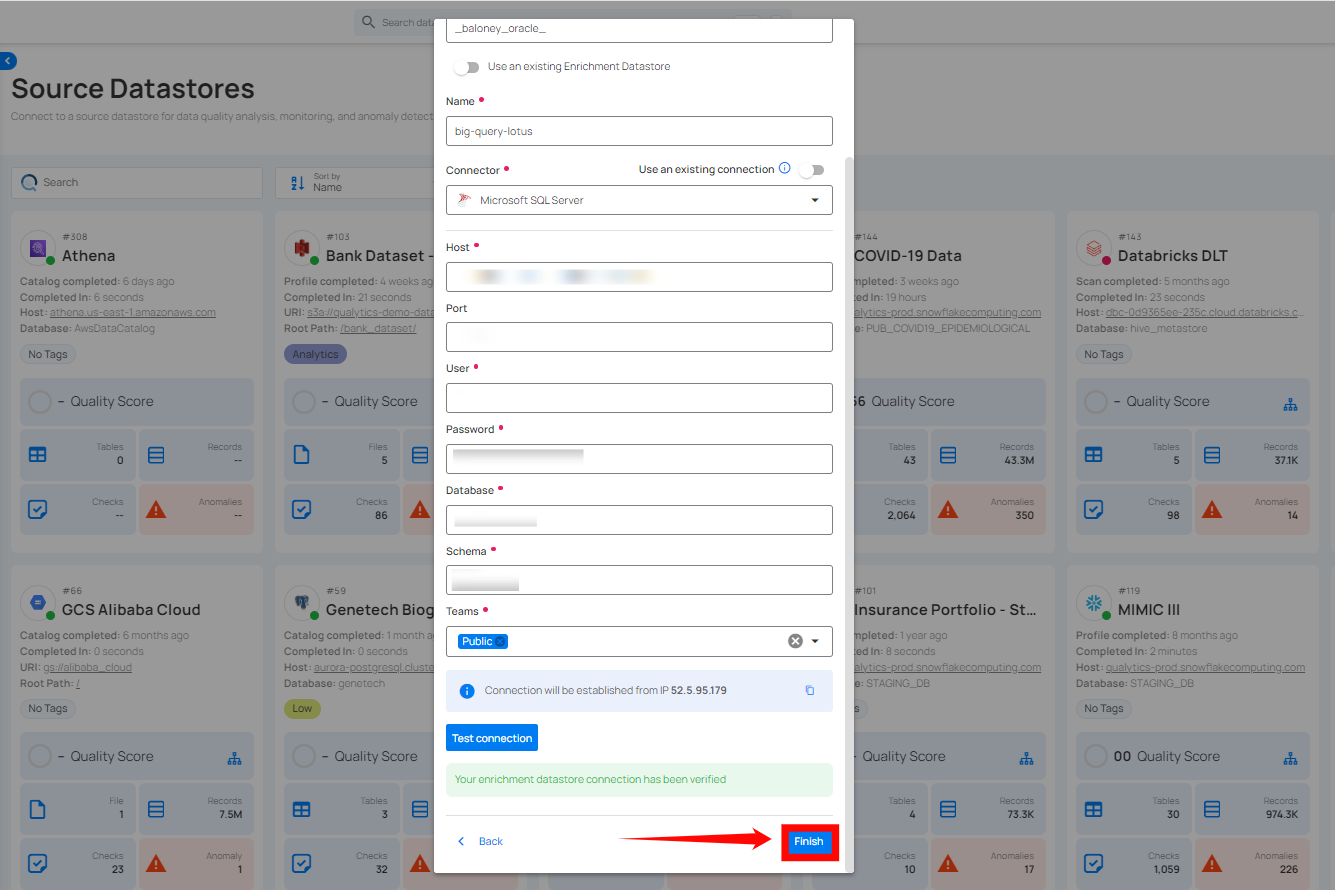 Search data
_baloney_oracle_
Use an existing Enrichment Datastore
Source Datastores
Connect to a source datastore for data quality analysis, monitoring, and anomaly detect
Name
big-query-lotus
Connector
Use an existing connection
Microsoft SQL Server
Search
Sort by
Name
Host
Port
User
Password
Database
Schema
Teams
Public
Connection will be established from IP 52.5.95.179
Test connection
Your enrichment datastore connection has been verified
Back
Finish
#308
Athena
Catalog completed: 6 days ago
Completed In: 6 seconds
Host: athena.us-east-1.amazonaws.com
Database: AwsDataCatalog
No Tags
– Quality Score
Tables
0
Records
--
Checks
--
Anomalies
--
#103
Bank Dataset -
Profile completed: 4 weeks ag
Completed In: 21 seconds
URI: s3a://qualytics-demo-data
Root Path: /bank_dataset/
Analytics
– Quality Score
Files
5
Checks
86
#144
COVID-19 Data
mpleted: 3 weeks ago
ed In: 19 hours
alytics-prod.snowflakecomputing.com
e: PUB_COVID19_EPIDEMIOLOGICAL
66 Quality Score
Tables
43
Records
43.3M
Checks
2,064
Anomalies
350
#143
Databricks DLT
Scan completed: 5 months ago
Completed In: 23 seconds
Host: dbc-0d9365ee-235c.cloud.databricks.c...
Database: hive_metastore
No Tags
– Quality Score
Tables
5
Records
37.1K
Checks
98
Anomalies
14
#66
GCS Alibaba Cloud
Catalog completed: 6 months ago
Completed In: 0 seconds
URI: gs://alibaba_cloud
Root Path: /
No Tags
– Quality Score
File
1
Records
7.5M
Checks
23
Anomaly
1
#59
Genetech Biog
Catalog completed: 1 month a
Completed In: 0 seconds
Host: aurora-postgresql.cluste
Database: genetech
Low
– Quality Score
Tables
3
Checks
32
#101
Insurance Portfolio - St...
mpleted: 1 year ago
ed In: 8 seconds
alytics-prod.snowflakecomputing.com
e: STAGING_DB
s
Quality Score
Tables
4
Records
73.3K
Checks
10
Anomalies
17
#119
MIMIC III
Profile completed: 8 months ago
Completed In: 2 minutes
Host: qualytics-prod.snowflakecomputing.com
Database: STAGING_DB
No Tags
00 Quality Score
Tables
30
Records
974.3K
Checks
1,059
Anomalies
226